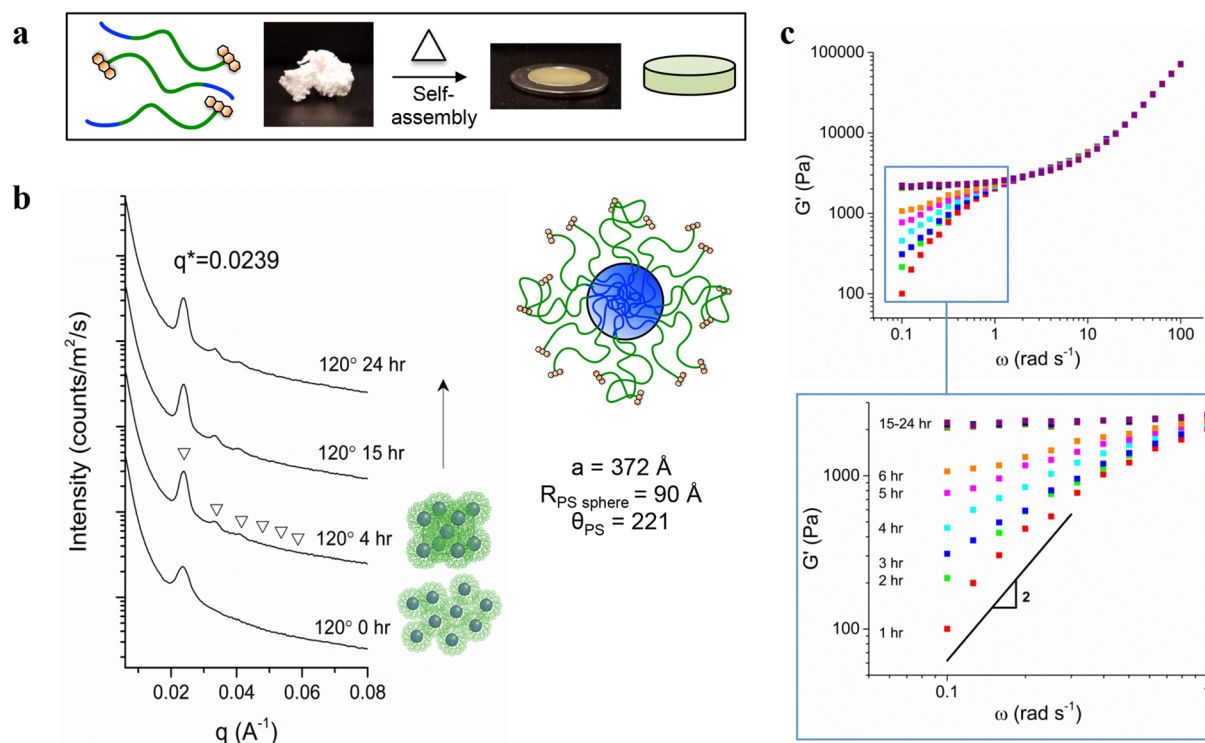 a
Self-
assembly
b
Intensity (counts/m²/s)
q*=0.0239
120° 24 hr
120° 15 hr
120° 4 hr
120° 0 hr
0.02 0.04 0.06 0.08
q (A⁻¹)
a = 372 Å
R_PS sphere = 90 Å
θ_PS = 221
c
G' (Pa)
100000
10000
1000
100
0.1 1 10 100
ω (rad s⁻¹)
G' (Pa)
1000
100
15-24 hr
6 hr
5 hr
4 hr
3 hr
2 hr
1 hr
2
0.1
ω (rad s⁻¹)